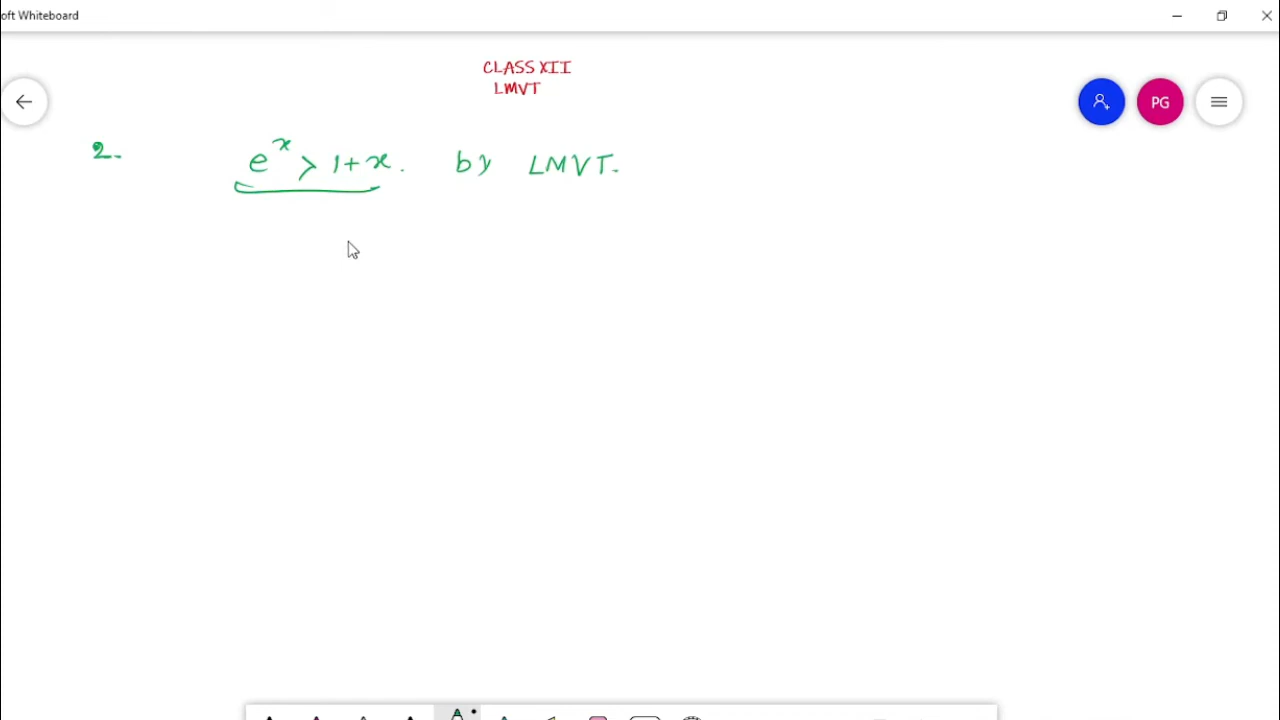 oft Whiteboard
CLASS XII
LMVT
PG
2. e^x > 1+x. by LMVT.